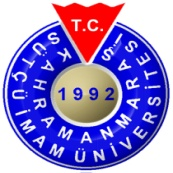 T.C.
KAHRAMANMARAŞ
SÜTÇÜ İMAM ÜNİVERSİTESİ
1992